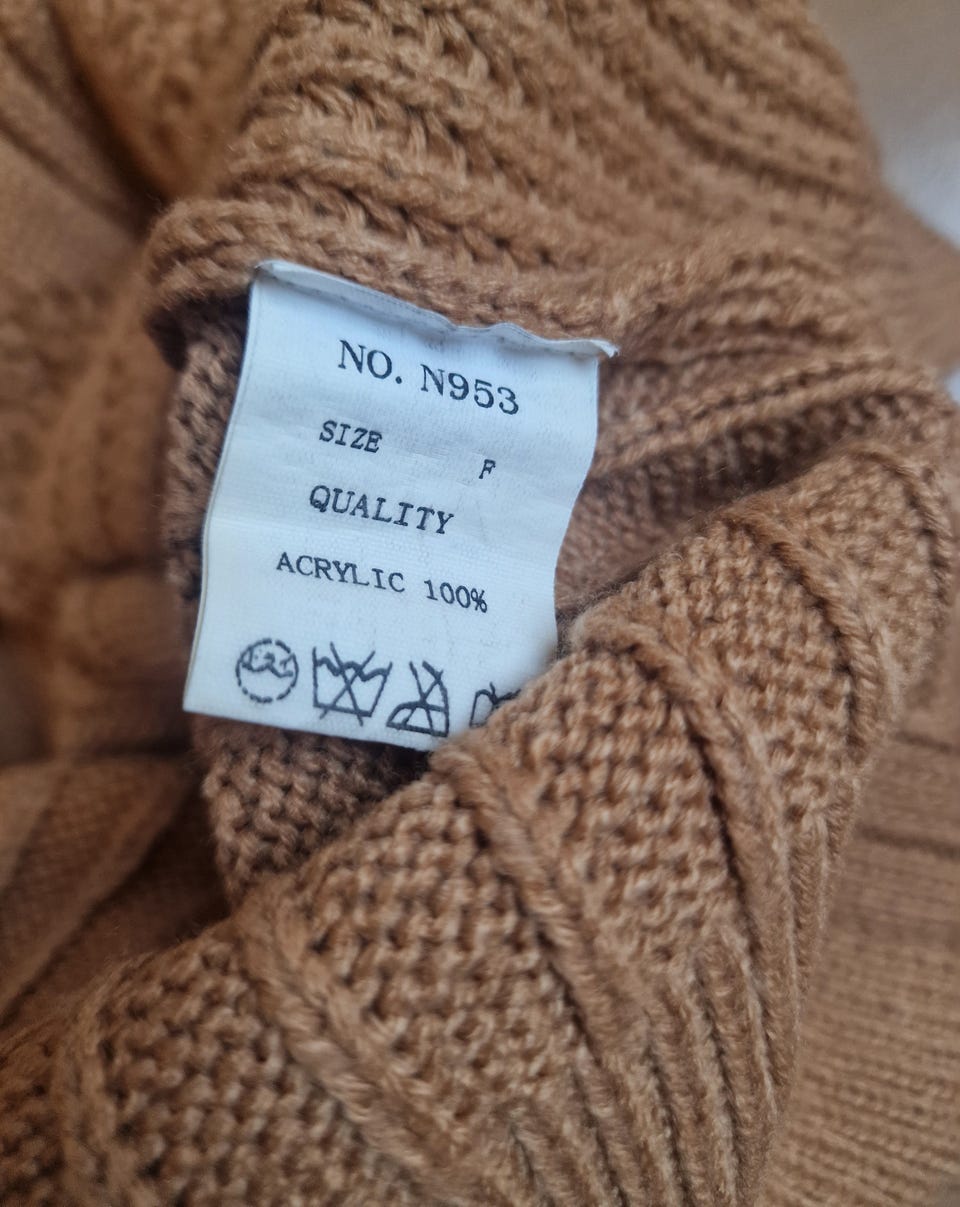 NO. N953
SIZE F
QUALITY
ACRYLIC 100%